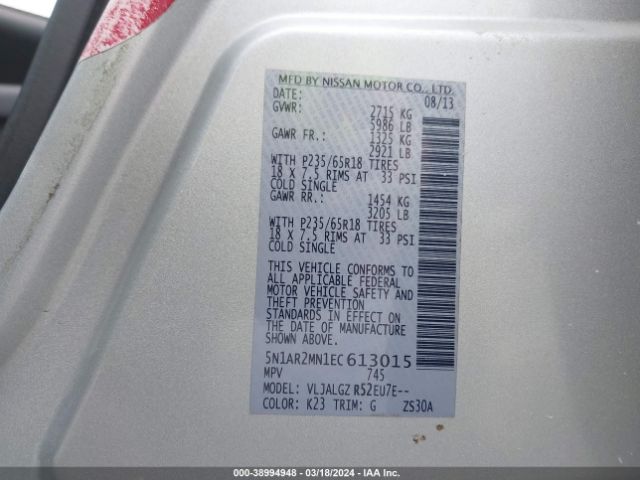 MFD BY NISSAN MOTOR CO., LTD.
DATE: 08/13
GVWR: 2715 KG
5986 LB
GAWR FR.: 1325 KG
2921 LB
WITH P235/65R18 TIRES
18 X 7.5 RIMS AT 33 PSI
COLD SINGLE
GAWR RR.: 1454 KG
3205 LB
WITH P235/65R18 TIRES
18 X 7.5 RIMS AT 33 PSI
COLD SINGLE
THIS VEHICLE CONFORMS TO
ALL APPLICABLE FEDERAL
MOTOR VEHICLE SAFETY AND
THEFT PREVENTION
STANDARDS IN EFFECT ON
THE DATE OF MANUFACTURE
SHOWN ABOVE.
5N1AR2MN1EC613015
MPV 745
MODEL: VLJALGZ R52EU7E--
COLOR: K23 TRIM: G ZS30A
© - 38994948 - 03/18/2024 - IAA Inc.